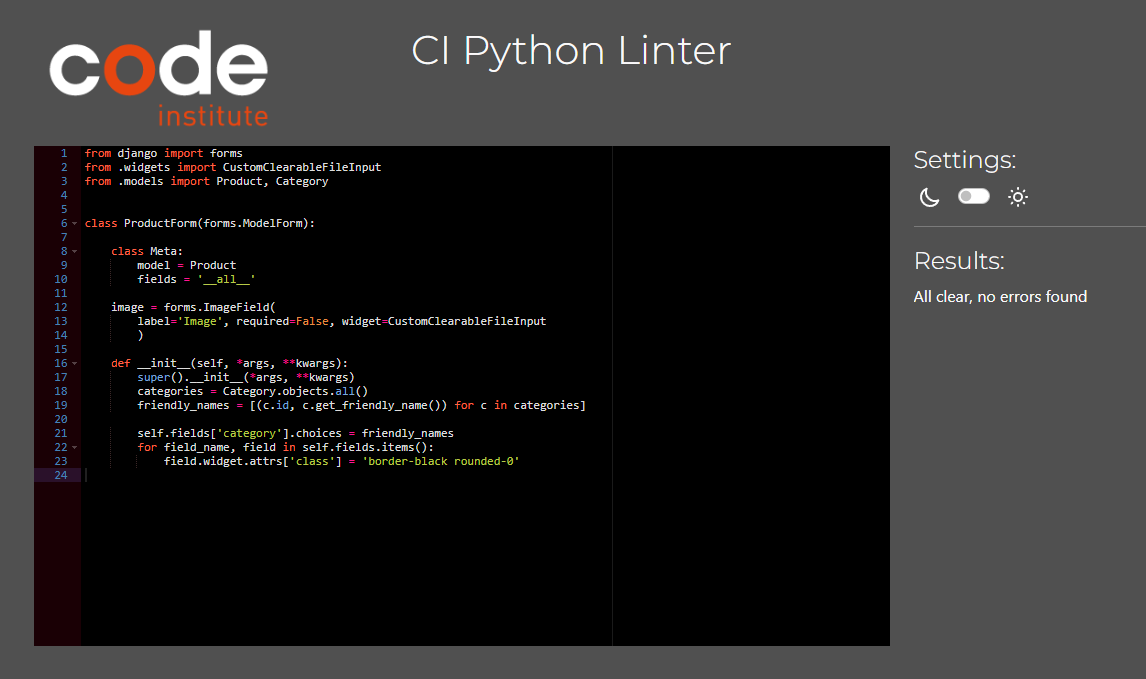 code
institute
CI Python Linter
1 from django import forms
2 from .widgets import CustomClearableFileInput
3 from .models import Product, Category
4
5
6 class ProductForm(forms.ModelForm):
7
8     class Meta:
9         model = Product
10         fields = '__all__'
11
12     image = forms.ImageField(
13         label='Image', required=False, widget=CustomClearableFileInput
14         )
15
16     def __init__(self, *args, **kwargs):
17         super().__init__(*args, **kwargs)
18         categories = Category.objects.all()
19         friendly_names = [(c.id, c.get_friendly_name()) for c in categories]
20
21         self.fields['category'].choices = friendly_names
22         for field_name, field in self.fields.items():
23             field.widget.attrs['class'] = 'border-black rounded-0'
24
Settings:
Results:
All clear, no errors found